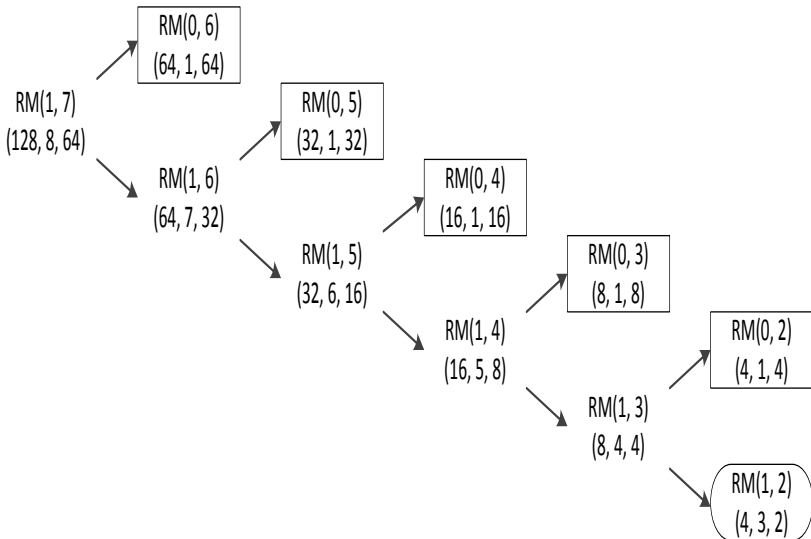 RM(0, 6)
(64, 1, 64)
RM(1, 7)
(128, 8, 64)
RM(0, 5)
(32, 1, 32)
RM(1, 6)
(64, 7, 32)
RM(0, 4)
(16, 1, 16)
RM(1, 5)
(32, 6, 16)
RM(0, 3)
(8, 1, 8)
RM(1, 4)
(16, 5, 8)
RM(0, 2)
(4, 1, 4)
RM(1, 3)
(8, 4, 4)
RM(1, 2)
(4, 3, 2)